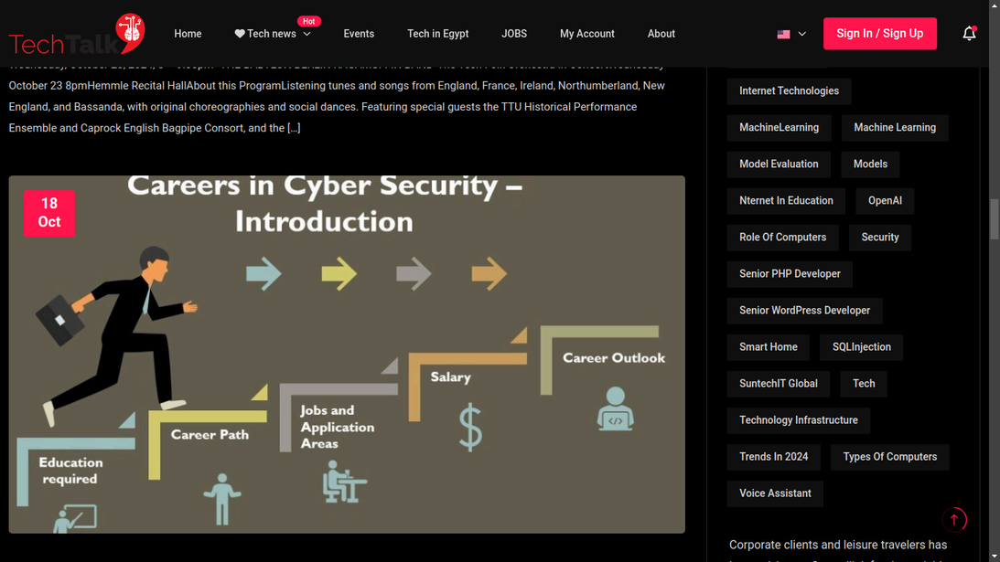 TechTalk
Home
Tech news
Hot
Events
Tech in Egypt
JOBS
My Account
About
Sign In / Sign Up
October 23 8pmHemmle Recital HallAbout this ProgramListening tunes and songs from England, France, Ireland, Northumberland, New
England, and Bassanda, with original choreographies and social dances. Featuring special guests the TTU Historical Performance
Ensemble and Caprock English Bagpipe Consort, and the [...]
18
Oct
Careers in Cyber Security –
Introduction
Education
required
Career Path
Jobs and
Application
Areas
Salary
$
Career Outlook
Internet Technologies
MachineLearning
Machine Learning
Model Evaluation
Models
Nternet In Education
OpenAI
Role Of Computers
Security
Senior PHP Developer
Senior WordPress Developer
Smart Home
SQLInjection
SuntechIT Global
Tech
Technology Infrastructure
Trends In 2024
Types Of Computers
Voice Assistant
Corporate clients and leisure travelers has